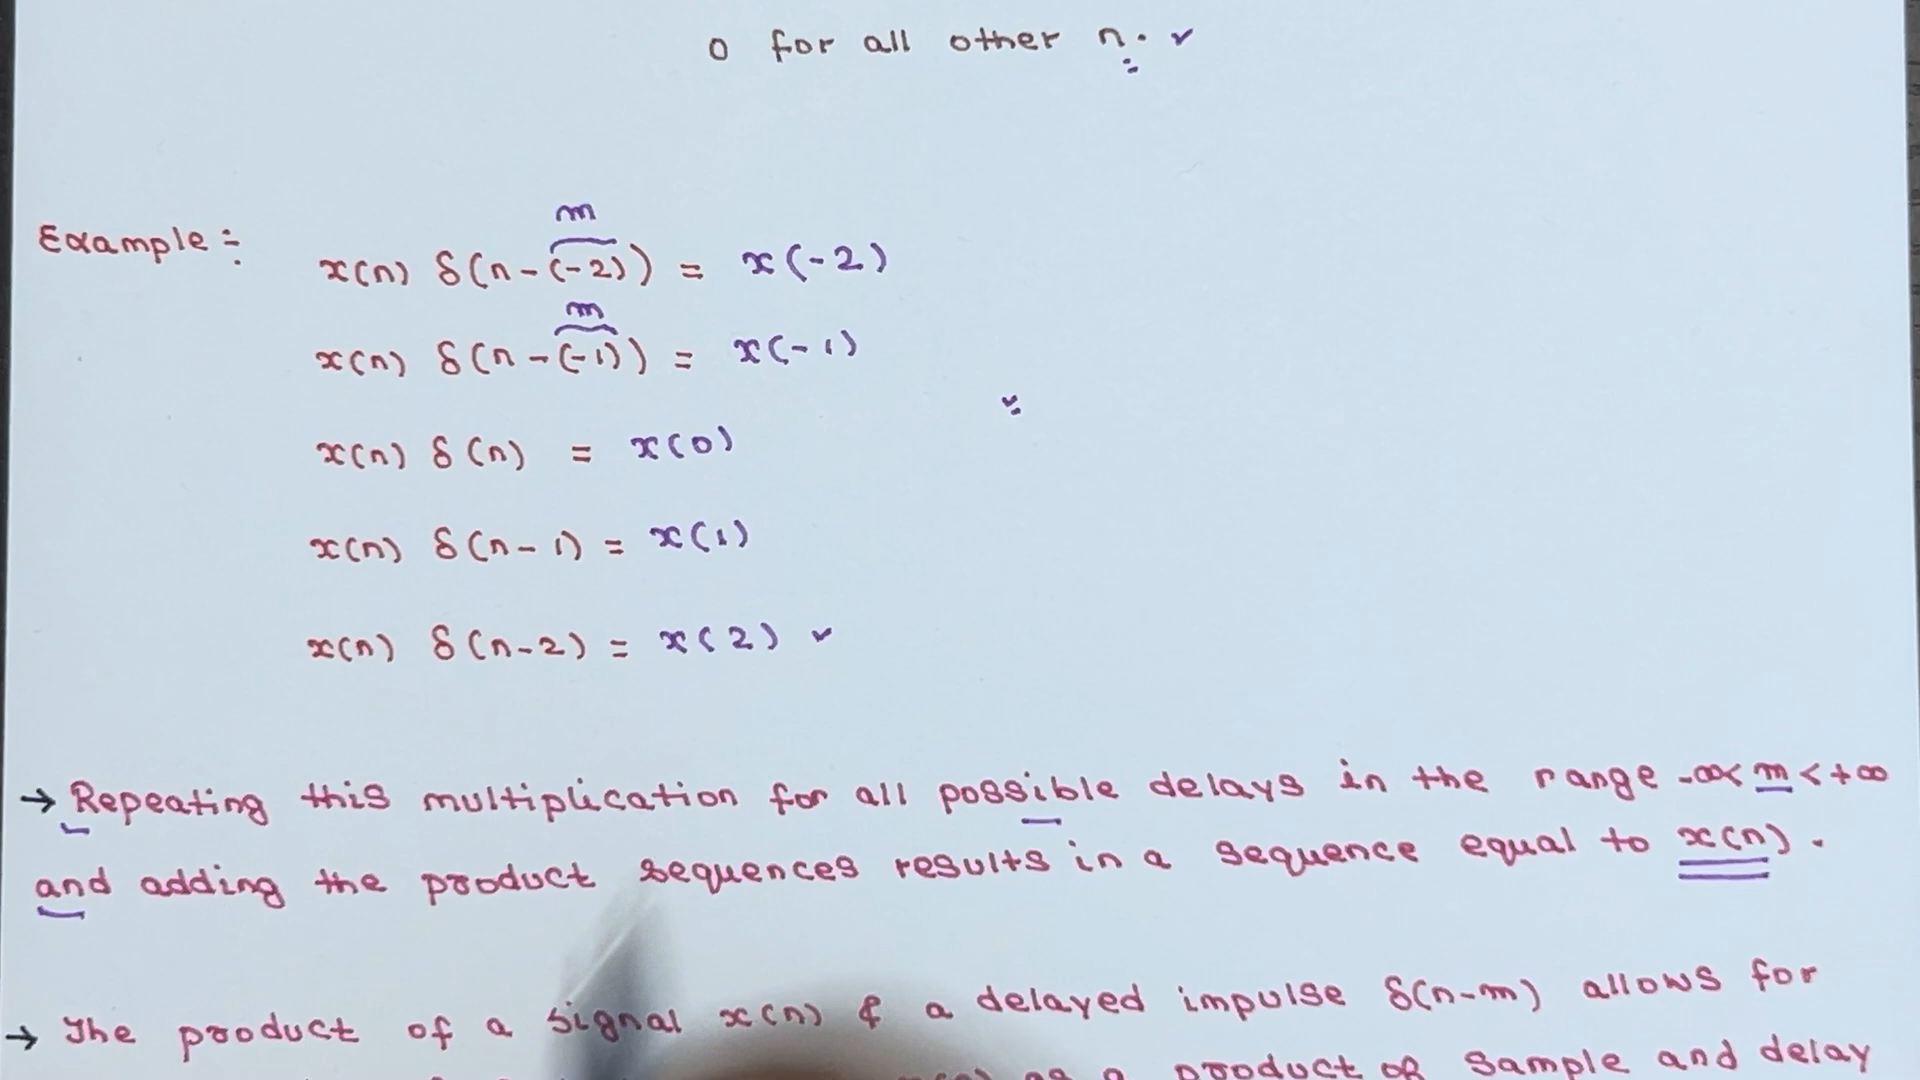 0 for all other n.
m
Example :- x(n) δ(n-(-2)) = x(-2)
m
x(n) δ(n-(-1)) = x(-1)
x(n) δ(n) = x(0)
x(n) δ(n-1) = x(1)
x(n) δ(n-2) = x(2)
→ Repeating this multiplication for all possible delays in the range -∞ < m < +∞
and adding the product sequences results in a sequence equal to x(n).
→ The product of a signal x(n) & a delayed impulse δ(n-m) allows for
as a product of sample and delay